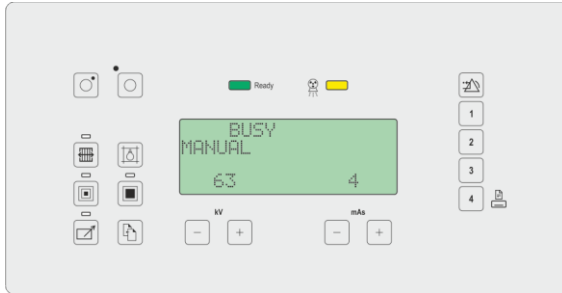 Ready
1
BUSY
MANUAL
2
63 4
3
4
kV mAs
- + - +